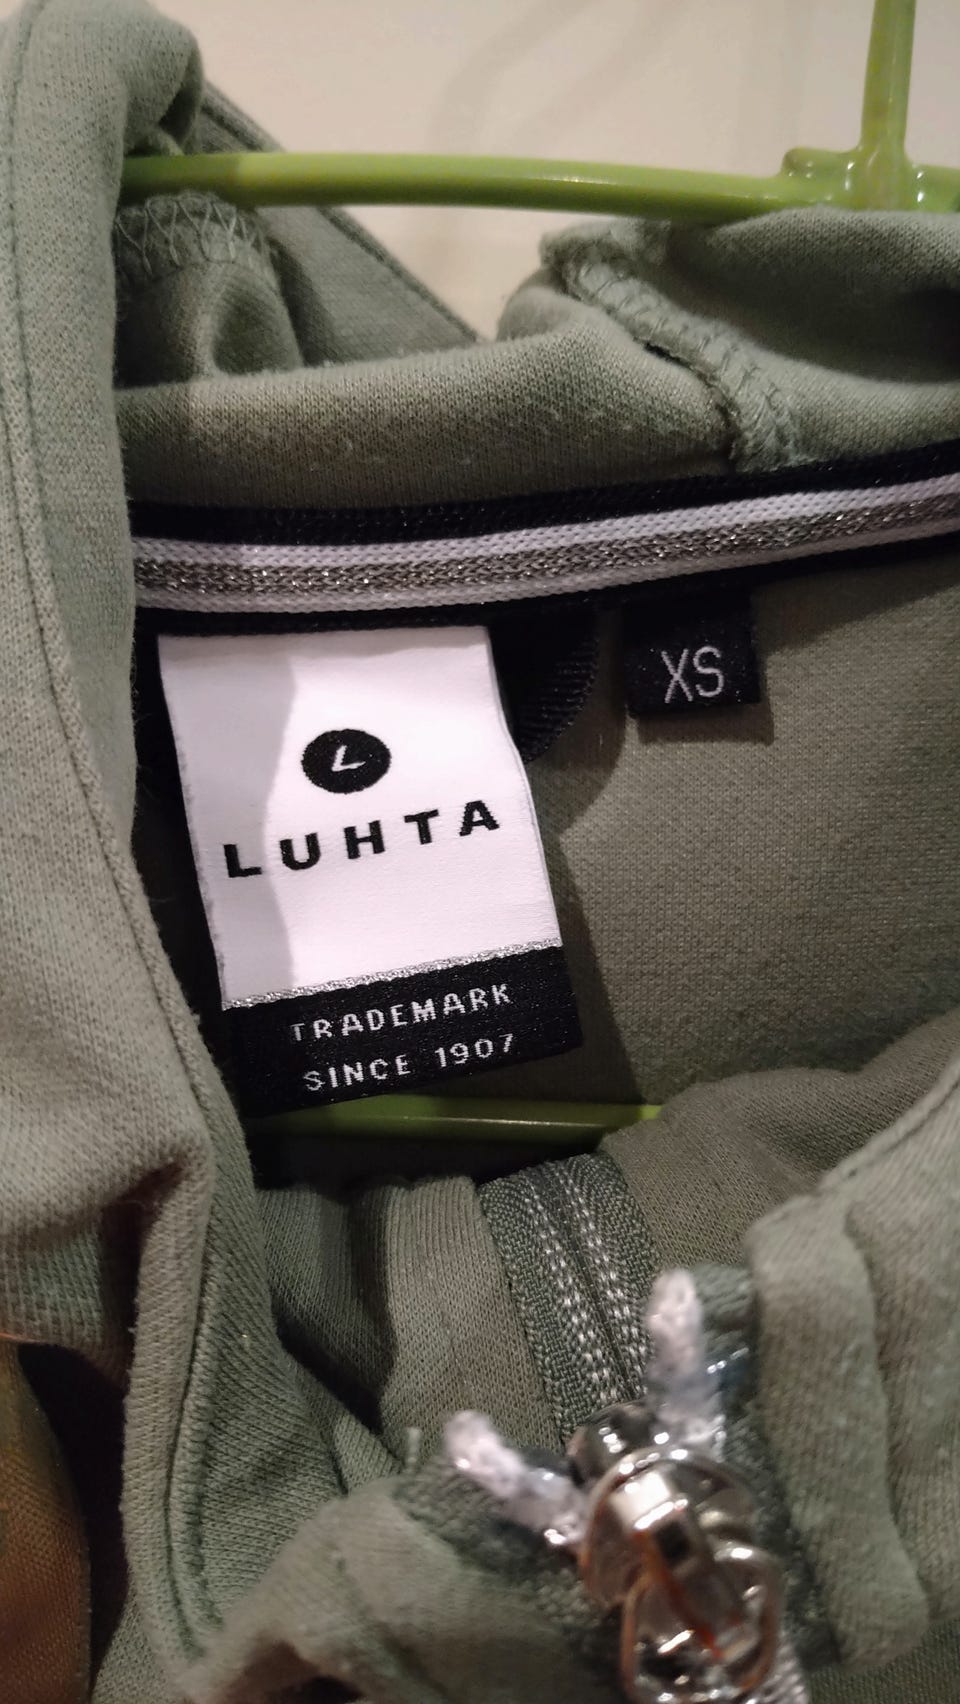 XS
L
LUHTA
TRADEMARK
SINCE 1907